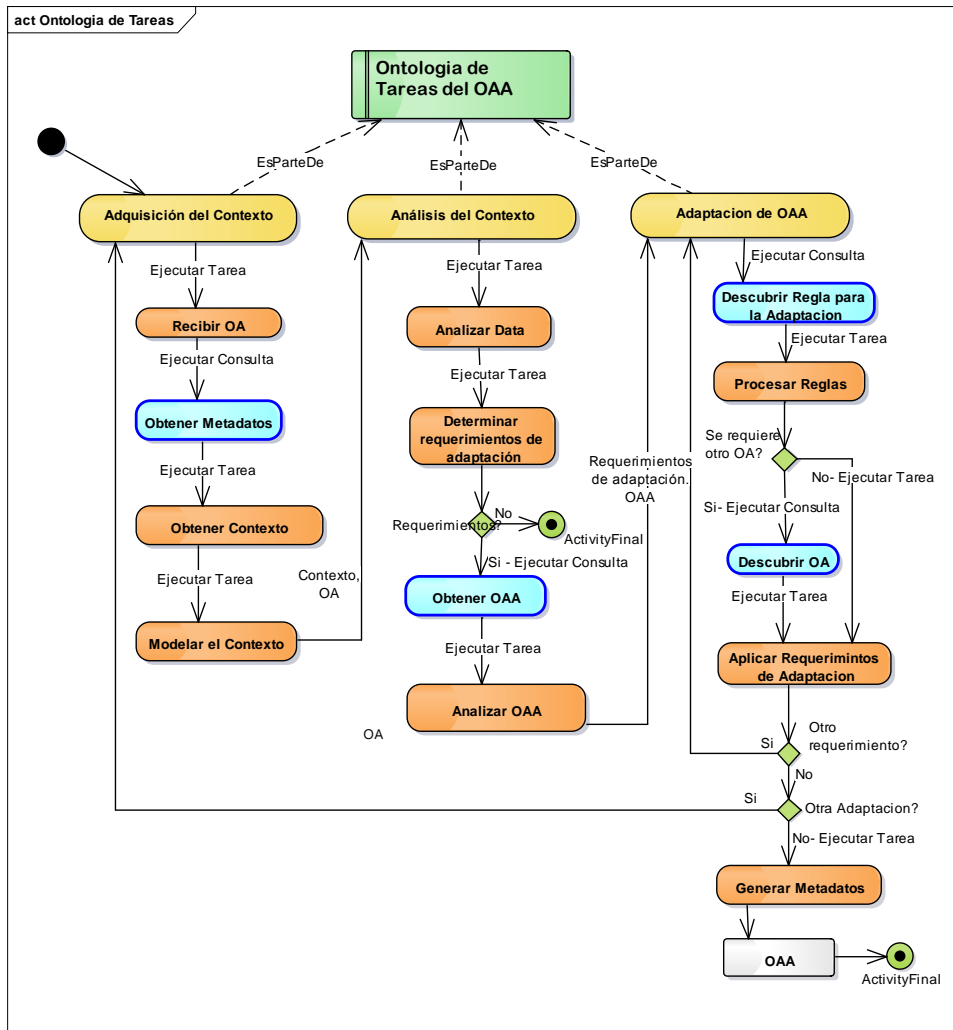 act Ontologia de Tareas
Ontologia de
Tareas del OAA
EsParteDe
EsParteDe
EsParteDe
Adquisición del Contexto
Ejecutar Tarea
Recibir OA
Ejecutar Consulta
Obtener Metadatos
Ejecutar Tarea
Obtener Contexto
Ejecutar Tarea
Modelar el Contexto
Contexto,
OA
Análisis del Contexto
Ejecutar Tarea
Analizar Data
Ejecutar Tarea
Determinar
requerimientos de
adaptación
Requerimientos?
No
ActivityFinal
Si - Ejecutar Consulta
Obtener OAA
Ejecutar Tarea
Analizar OAA
OA
Requerimientos
de adaptación.
OAA
Adaptacion de OAA
Ejecutar Consulta
Descubrir Regla para
la Adaptacion
Ejecutar Tarea
Procesar Reglas
Se requiere
otro OA?
No- Ejecutar Tarea
Si- Ejecutar Consulta
Descubrir OA
Ejecutar Tarea
Aplicar Requerimintos
de Adaptacion
Otro
requerimiento?
Si
No
Si
Otra Adaptacion?
No- Ejecutar Tarea
Generar Metadatos
OAA
ActivityFinal